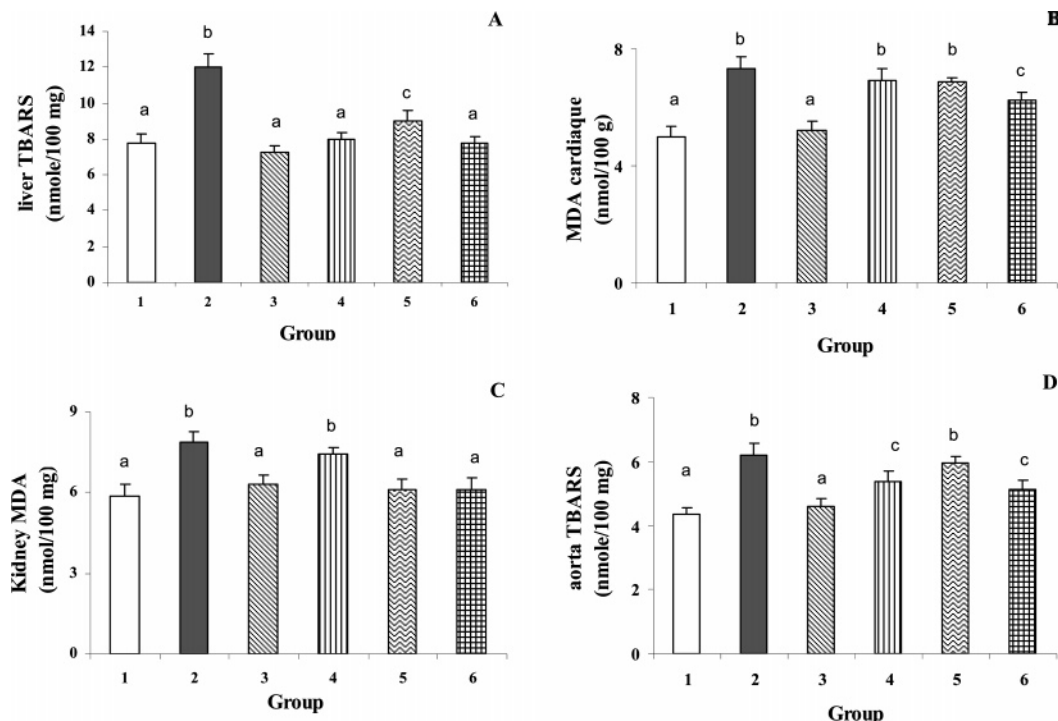 A
liver TBARS
(nmole/100 mg)
14
12
10
8
6
4
2
0
a
b
a
a
c
a
1 2 3 4 5 6
Group
B
MDA cardiaque
(nmol/100 g)
8
4
0
a
b
a
b
b
c
1 2 3 4 5 6
Group
C
Kidney MDA
(nmol/100 mg)
9
6
3
0
a
b
a
b
a
a
1 2 3 4 5 6
Group
D
aorta TBARS
(nmole/100 mg)
8
6
4
2
0
a
b
a
c
b
c
1 2 3 4 5 6
Group